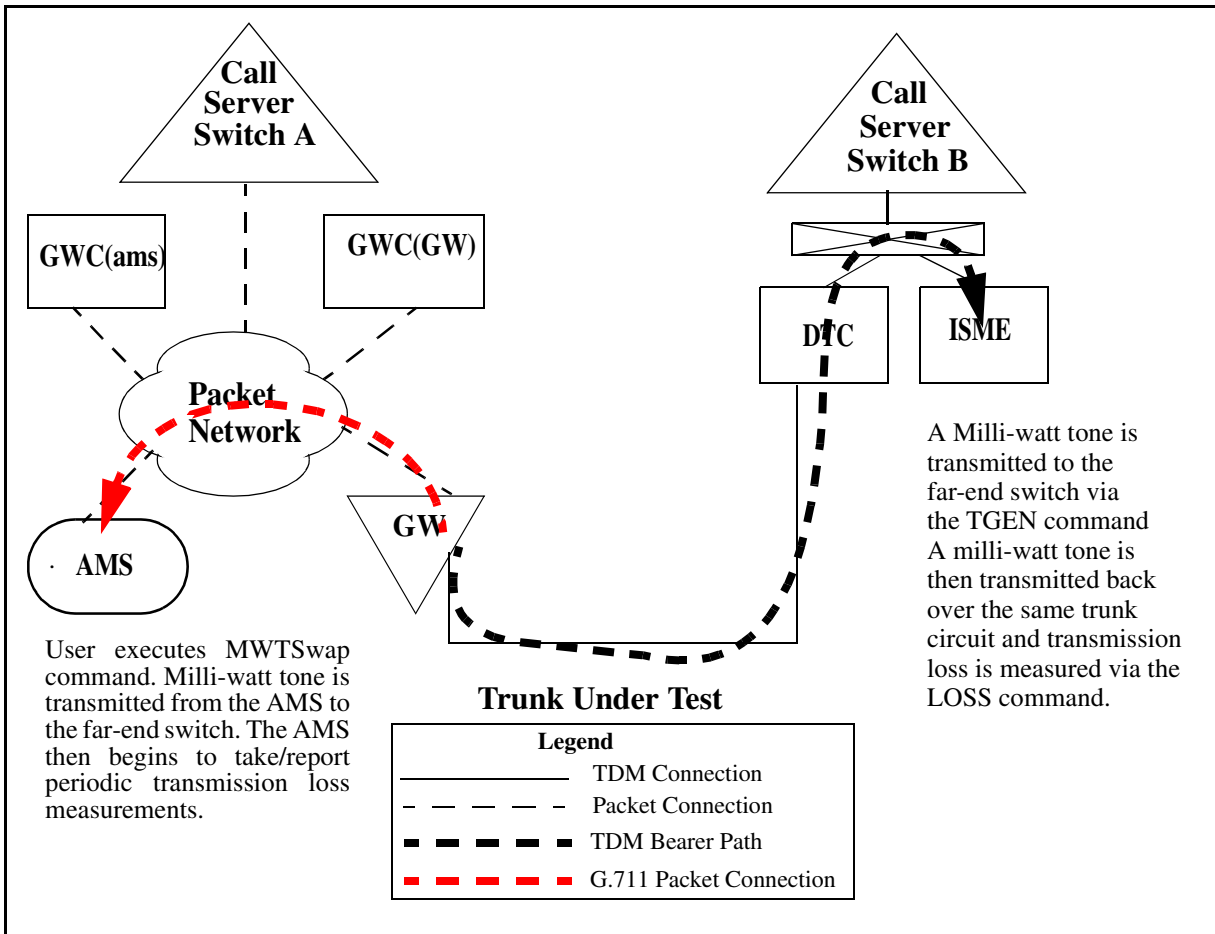 Call
Server
Switch A
Call
Server
Switch B
GWC(ams)
GWC(GW)
DTC
ISME
Packet
Network
GW
AMS
A Milli-watt tone is
transmitted to the
far-end switch via
the TGEN command
A milli-watt tone is
then transmitted back
over the same trunk
circuit and transmission
loss is measured via the
LOSS command.
User executes MWTSwap
command. Milli-watt tone is
transmitted from the AMS to
the far-end switch. The AMS
then begins to take/report
periodic transmission loss
measurements.
Trunk Under Test
Legend
TDM Connection
Packet Connection
TDM Bearer Path
G.711 Packet Connection